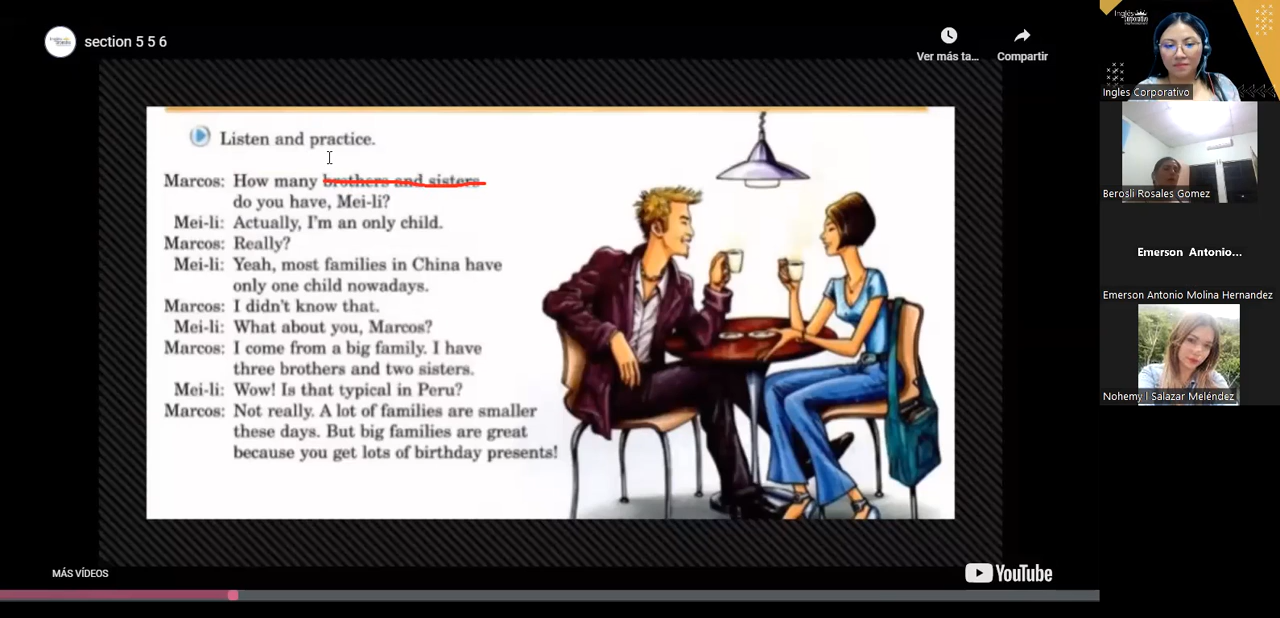 section 5 5 6
Ver más ta...
Compartir
Listen and practice.
Marcos: How many brothers and sisters
do you have, Mei-li?
Mei-li: Actually, I'm an only child.
Marcos: Really?
Mei-li: Yeah, most families in China have
only one child nowadays.
Marcos: I didn't know that.
Mei-li: What about you, Marcos?
Marcos: I come from a big family. I have
three brothers and two sisters.
Mei-li: Wow! Is that typical in Peru?
Marcos: Not really. A lot of families are smaller
these days. But big families are great
because you get lots of birthday presents!
MÁS VÍDEOS
YouTube
Inglés
Corporativo
Ingles Corporativo
Berosli Rosales Gomez
Emerson Antonio...
Emerson Antonio Molina Hernandez
Nohemy I Salazar Meléndez